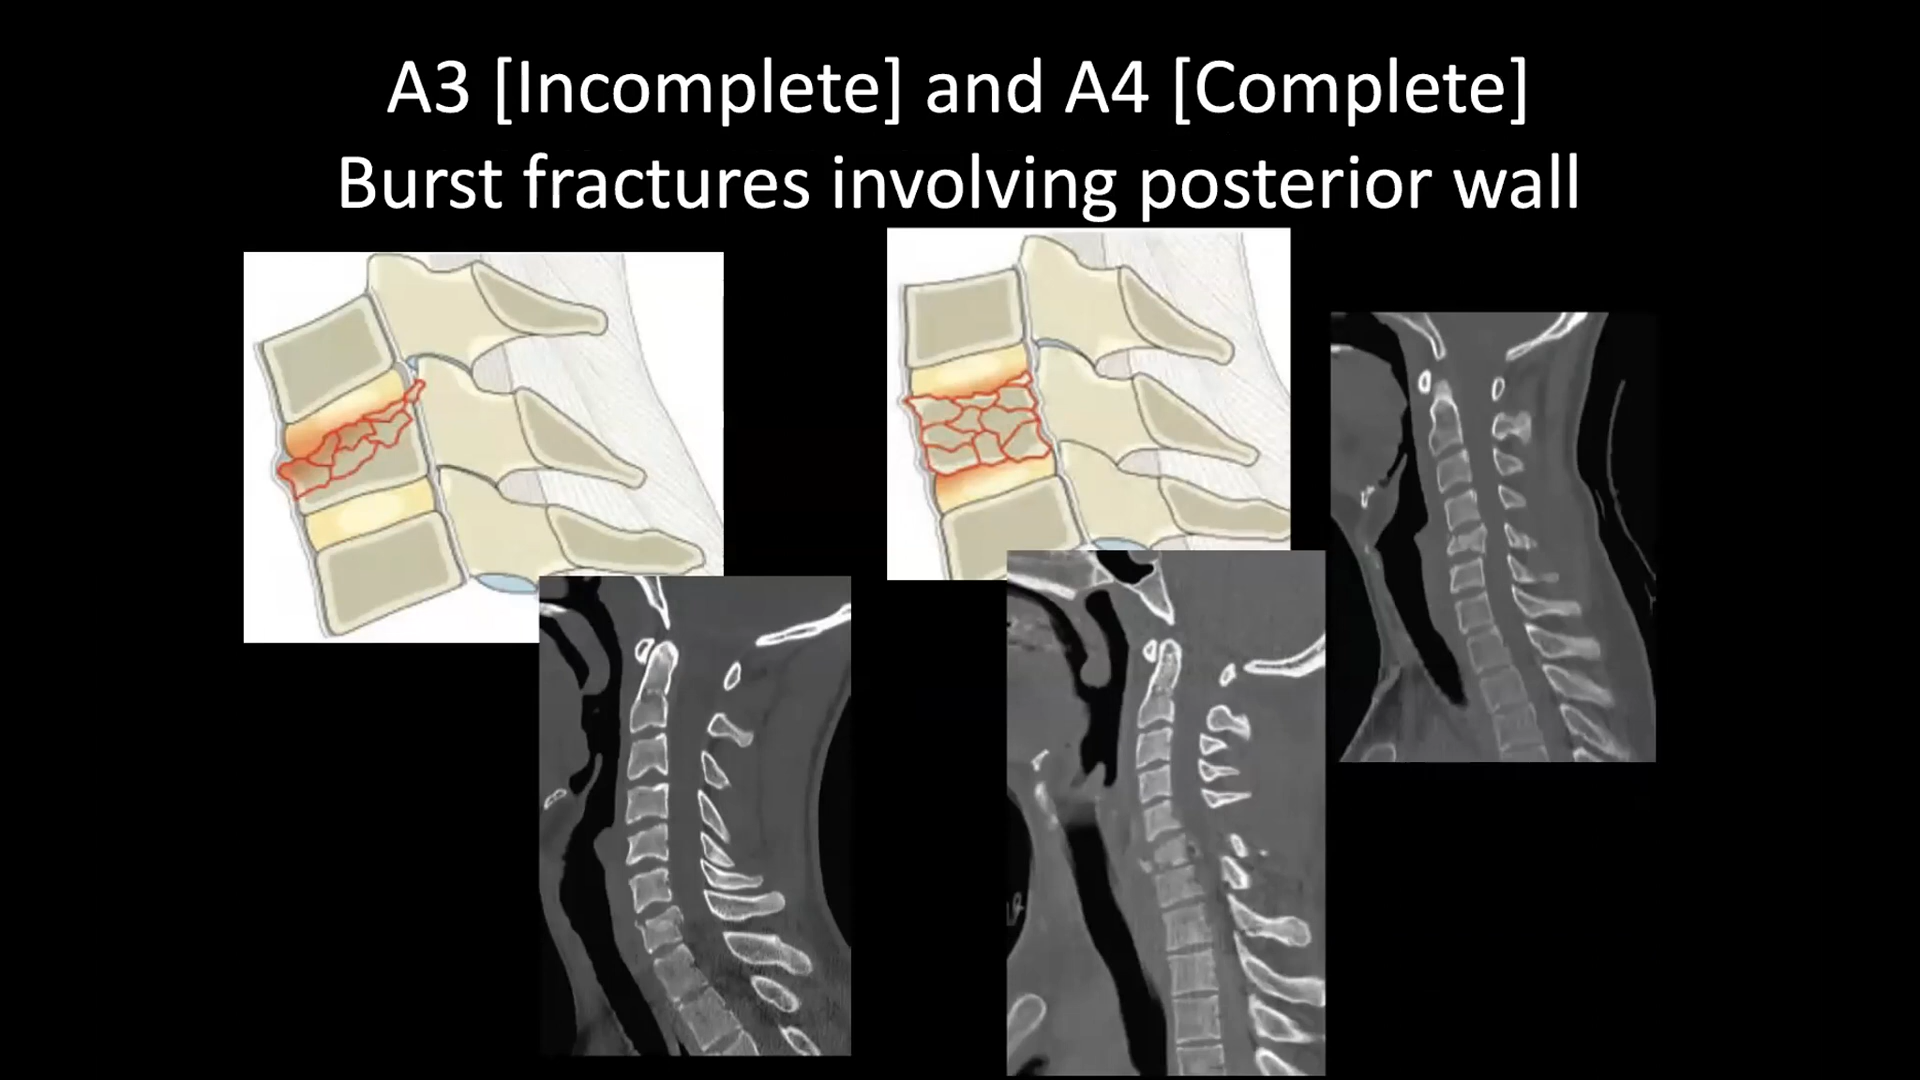 A3 [Incomplete] and A4 [Complete]
Burst fractures involving posterior wall